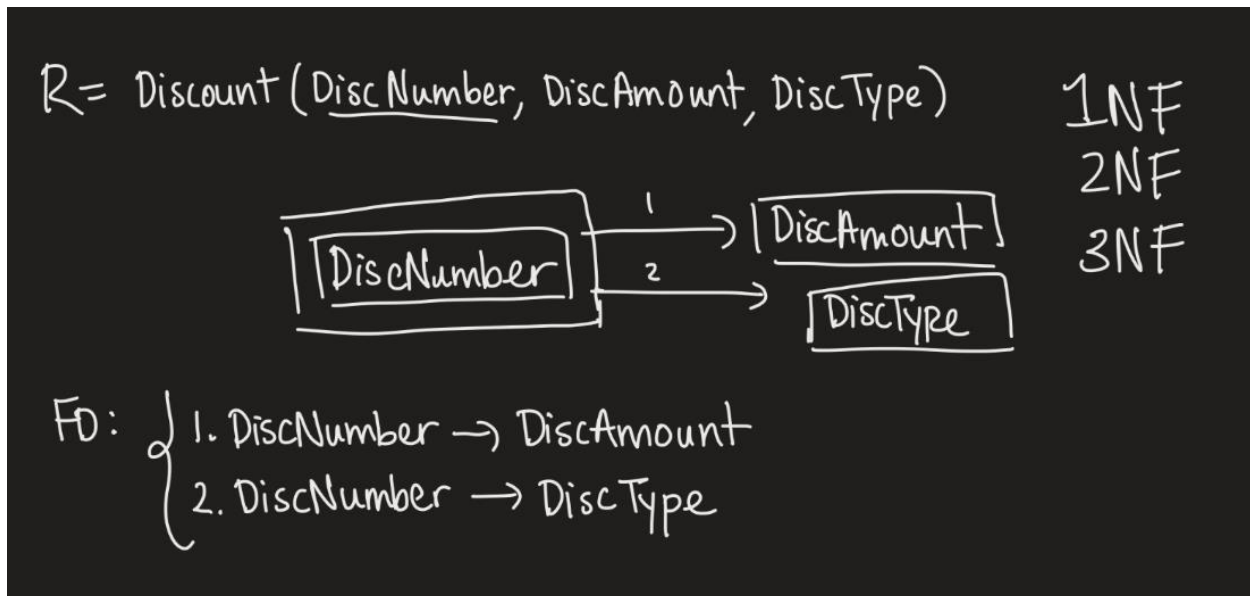 R = Discount (DiscNumber, DiscAmount, DiscType)
1NF
2NF
3NF
1
DiscNumber
DiscAmount
2
DiscType
FD:
1. DiscNumber → DiscAmount
2. DiscNumber → DiscType